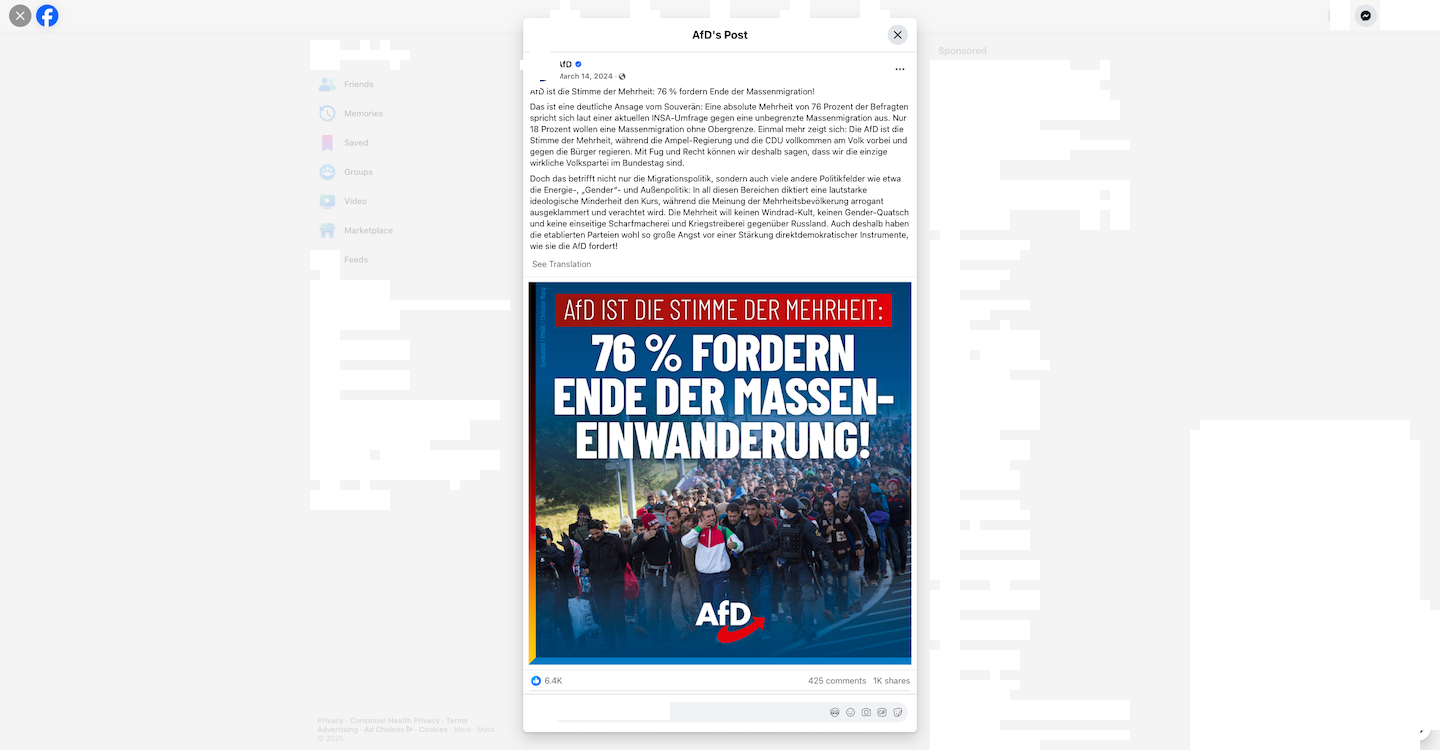 AfD's Post
Sponsored
AfD
March 14, 2024
AfD ist die Stimme der Mehrheit: 76 % fordern Ende der Massenmigration!
Das ist eine deutliche Ansage vom Souverän: Eine absolute Mehrheit von 76 Prozent der Befragten
spricht sich laut einer aktuellen INSA-Umfrage gegen eine unbegrenzte Massenmigration aus. Nur
18 Prozent wollen eine Massenmigration ohne Obergrenze. Einmal mehr zeigt sich: Die AfD ist die
Stimme der Mehrheit, während die Ampel-Regierung und die CDU vollkommen am Volk vorbei und
gegen die Bürger regieren. Mit Fug und Recht können wir deshalb sagen, dass wir die einzige
wirkliche Volkspartei im Bundestag sind.
Doch das betrifft nicht nur die Migrationspolitik, sondern auch viele andere Politikfelder wie etwa
die Energie-, „Gender“- und Außenpolitik: In all diesen Bereichen diktiert eine lautstarke
ideologische Minderheit den Kurs, während die Meinung der Mehrheitsbevölkerung arrogant
ausgeklammert und verachtet wird. Die Mehrheit will keinen Windrad-Kult, keinen Gender-Quatsch
und keine einseitige Scharfmacherei und Kriegstreiberei gegenüber Russland. Auch deshalb haben
die etablierten Parteien wohl so große Angst vor einer Stärkung direktdemokratischer Instrumente,
wie sie die AfD fordert!
See Translation
AfD IST DIE STIMME DER MEHRHEIT:
76 % FORDERN
ENDE DER MASSEN-
EINWANDERUNG!
AfD
6.4K
425 comments 1K shares
Friends
Memories
Saved
Groups
Video
Marketplace
Feeds
Privacy · Consumer Health Privacy · Terms ·
Advertising · Ad Choices · Cookies · More · Meta
© 2025